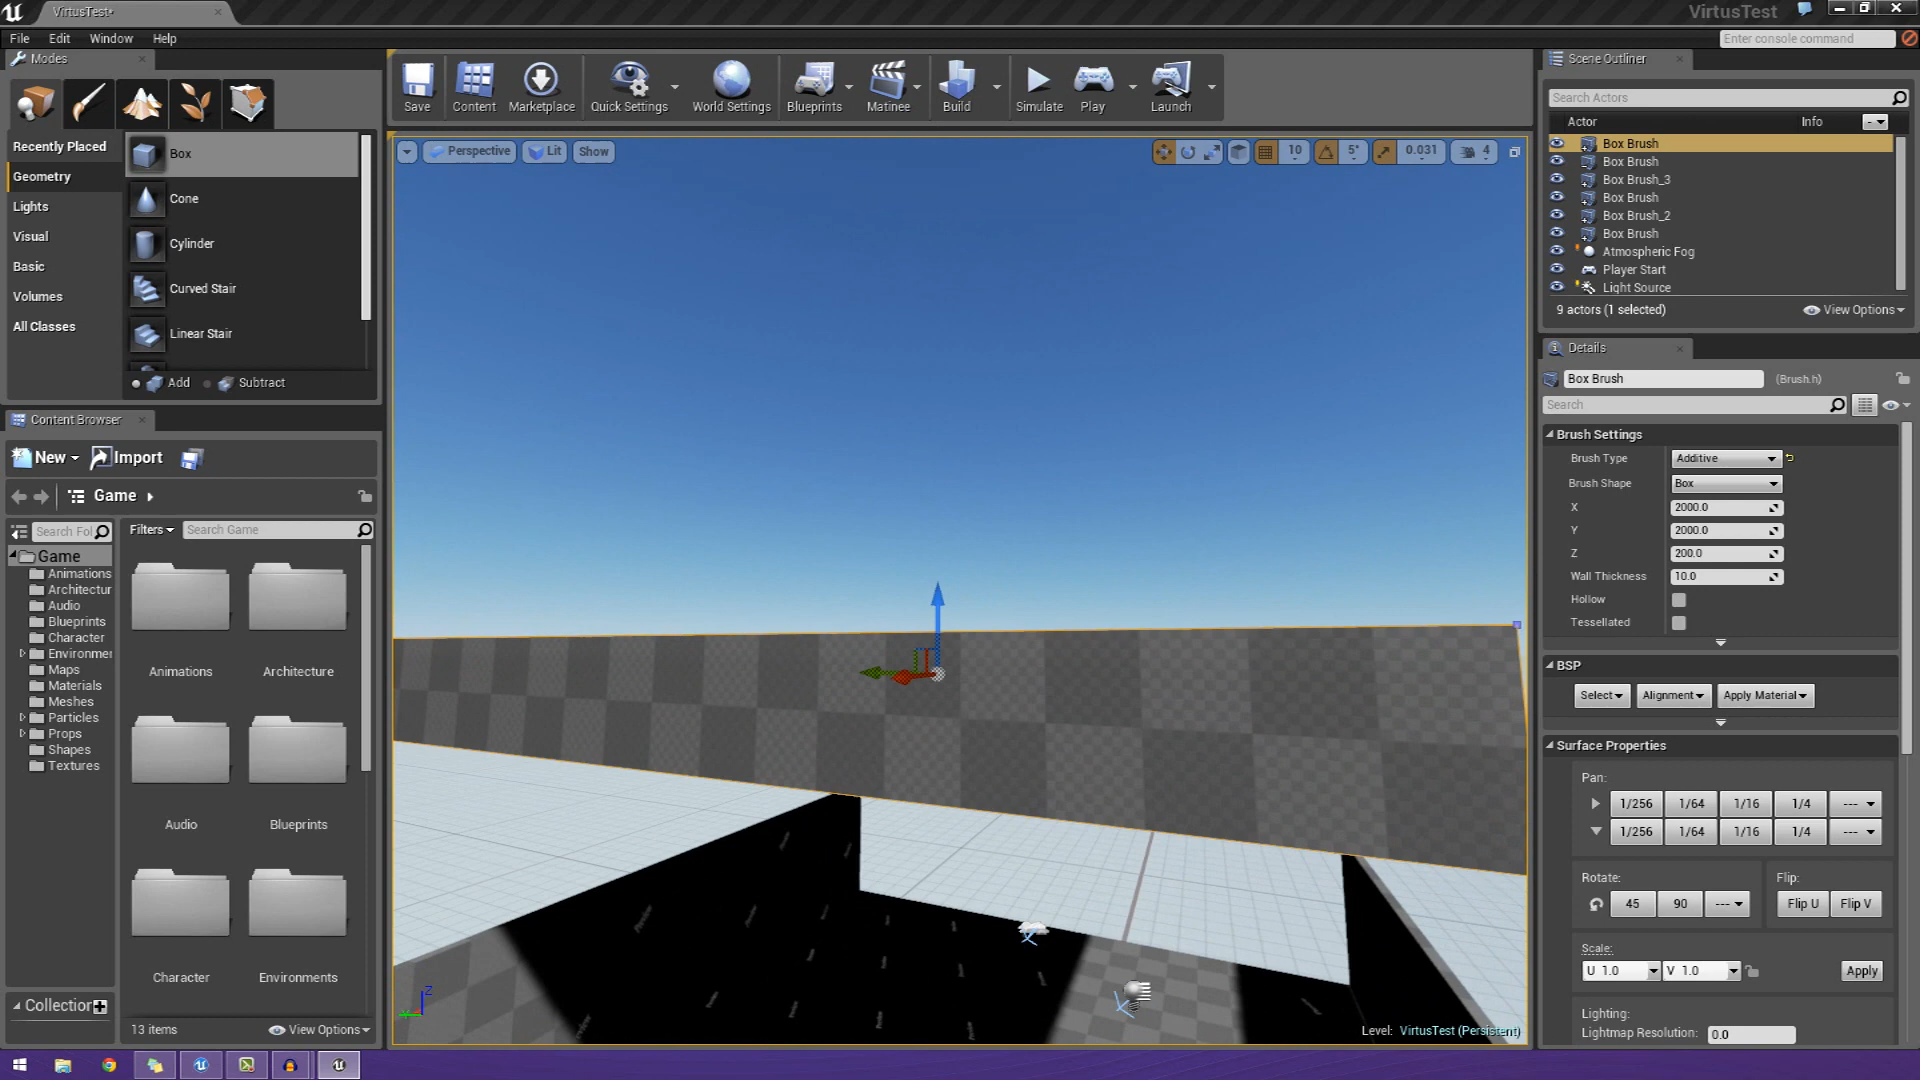 VirtusTest•
VirtusTest
File Edit Window Help
Enter console command
Modes
Save
Content
Marketplace
Quick Settings
World Settings
Blueprints
Matinee
Build
Simulate
Play
Launch
Scene Outliner
Search Actors
Actor Info
Box Brush
Box Brush
Box Brush_3
Box Brush
Box Brush_2
Box Brush
Atmospheric Fog
Player Start
Light Source
9 actors (1 selected)
View Options
Recently Placed
Geometry
Lights
Visual
Basic
Volumes
All Classes
Box
Cone
Cylinder
Curved Stair
Linear Stair
Add
Subtract
Perspective
Lit
Show
10
5°
0.031
4
Content Browser
New
Import
Game
Search Fol
Filters
Search Game
Game
Animations
Architectur
Audio
Blueprints
Character
Environmer
Maps
Materials
Meshes
Particles
Props
Shapes
Textures
Animations
Architecture
Audio
Blueprints
Character
Environments
Collection
13 items
View Options
Z
Level: VirtusTest (Persistent)
Details
Box Brush
(Brush.h)
Search
Brush Settings
Brush Type Additive
Brush Shape Box
X 2000.0
Y 2000.0
Z 200.0
Wall Thickness 10.0
Hollow
Tessellated
BSP
Select
Alignment
Apply Material
Surface Properties
Pan:
1/256 1/64 1/16 1/4 ---
1/256 1/64 1/16 1/4 ---
Rotate:
45 90 ---
Flip:
Flip U Flip V
Scale:
U 1.0 V 1.0
Apply
Lighting:
Lightmap Resolution: 0.0